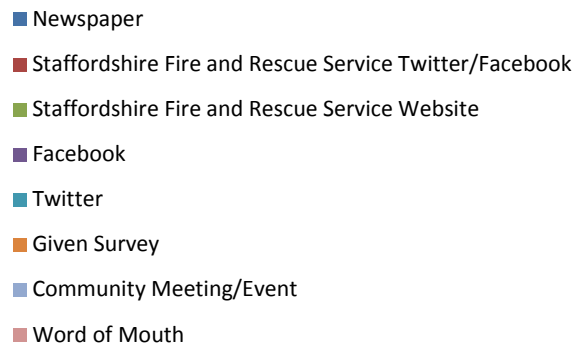 Newspaper
Staffordshire Fire and Rescue Service Twitter/Facebook
Staffordshire Fire and Rescue Service Website
Facebook
Twitter
Given Survey
Community Meeting/Event
Word of Mouth